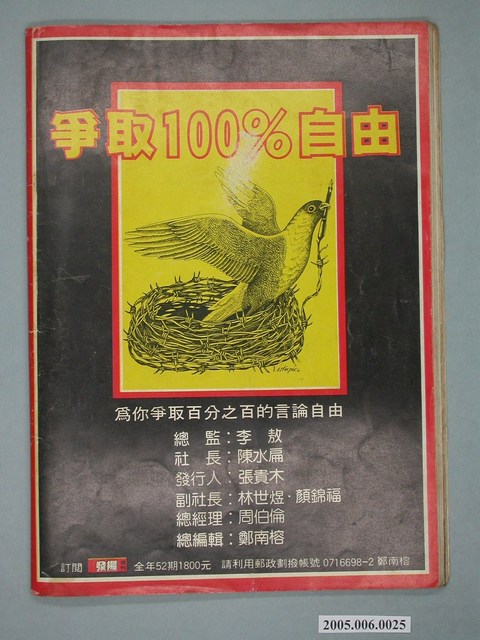 爭取100%自由
為你爭取百分之百的言論自由
總 監：李 敖
社 長：陳水扁
發行人：張貴木
副社長：林世煜・顏錦福
總經理：周伯倫
總編輯：鄭南榕
訂閱 發揚 全年52期1800元 請利用郵政劃撥帳號 0716698-2 鄭南榕
2005.006.0025